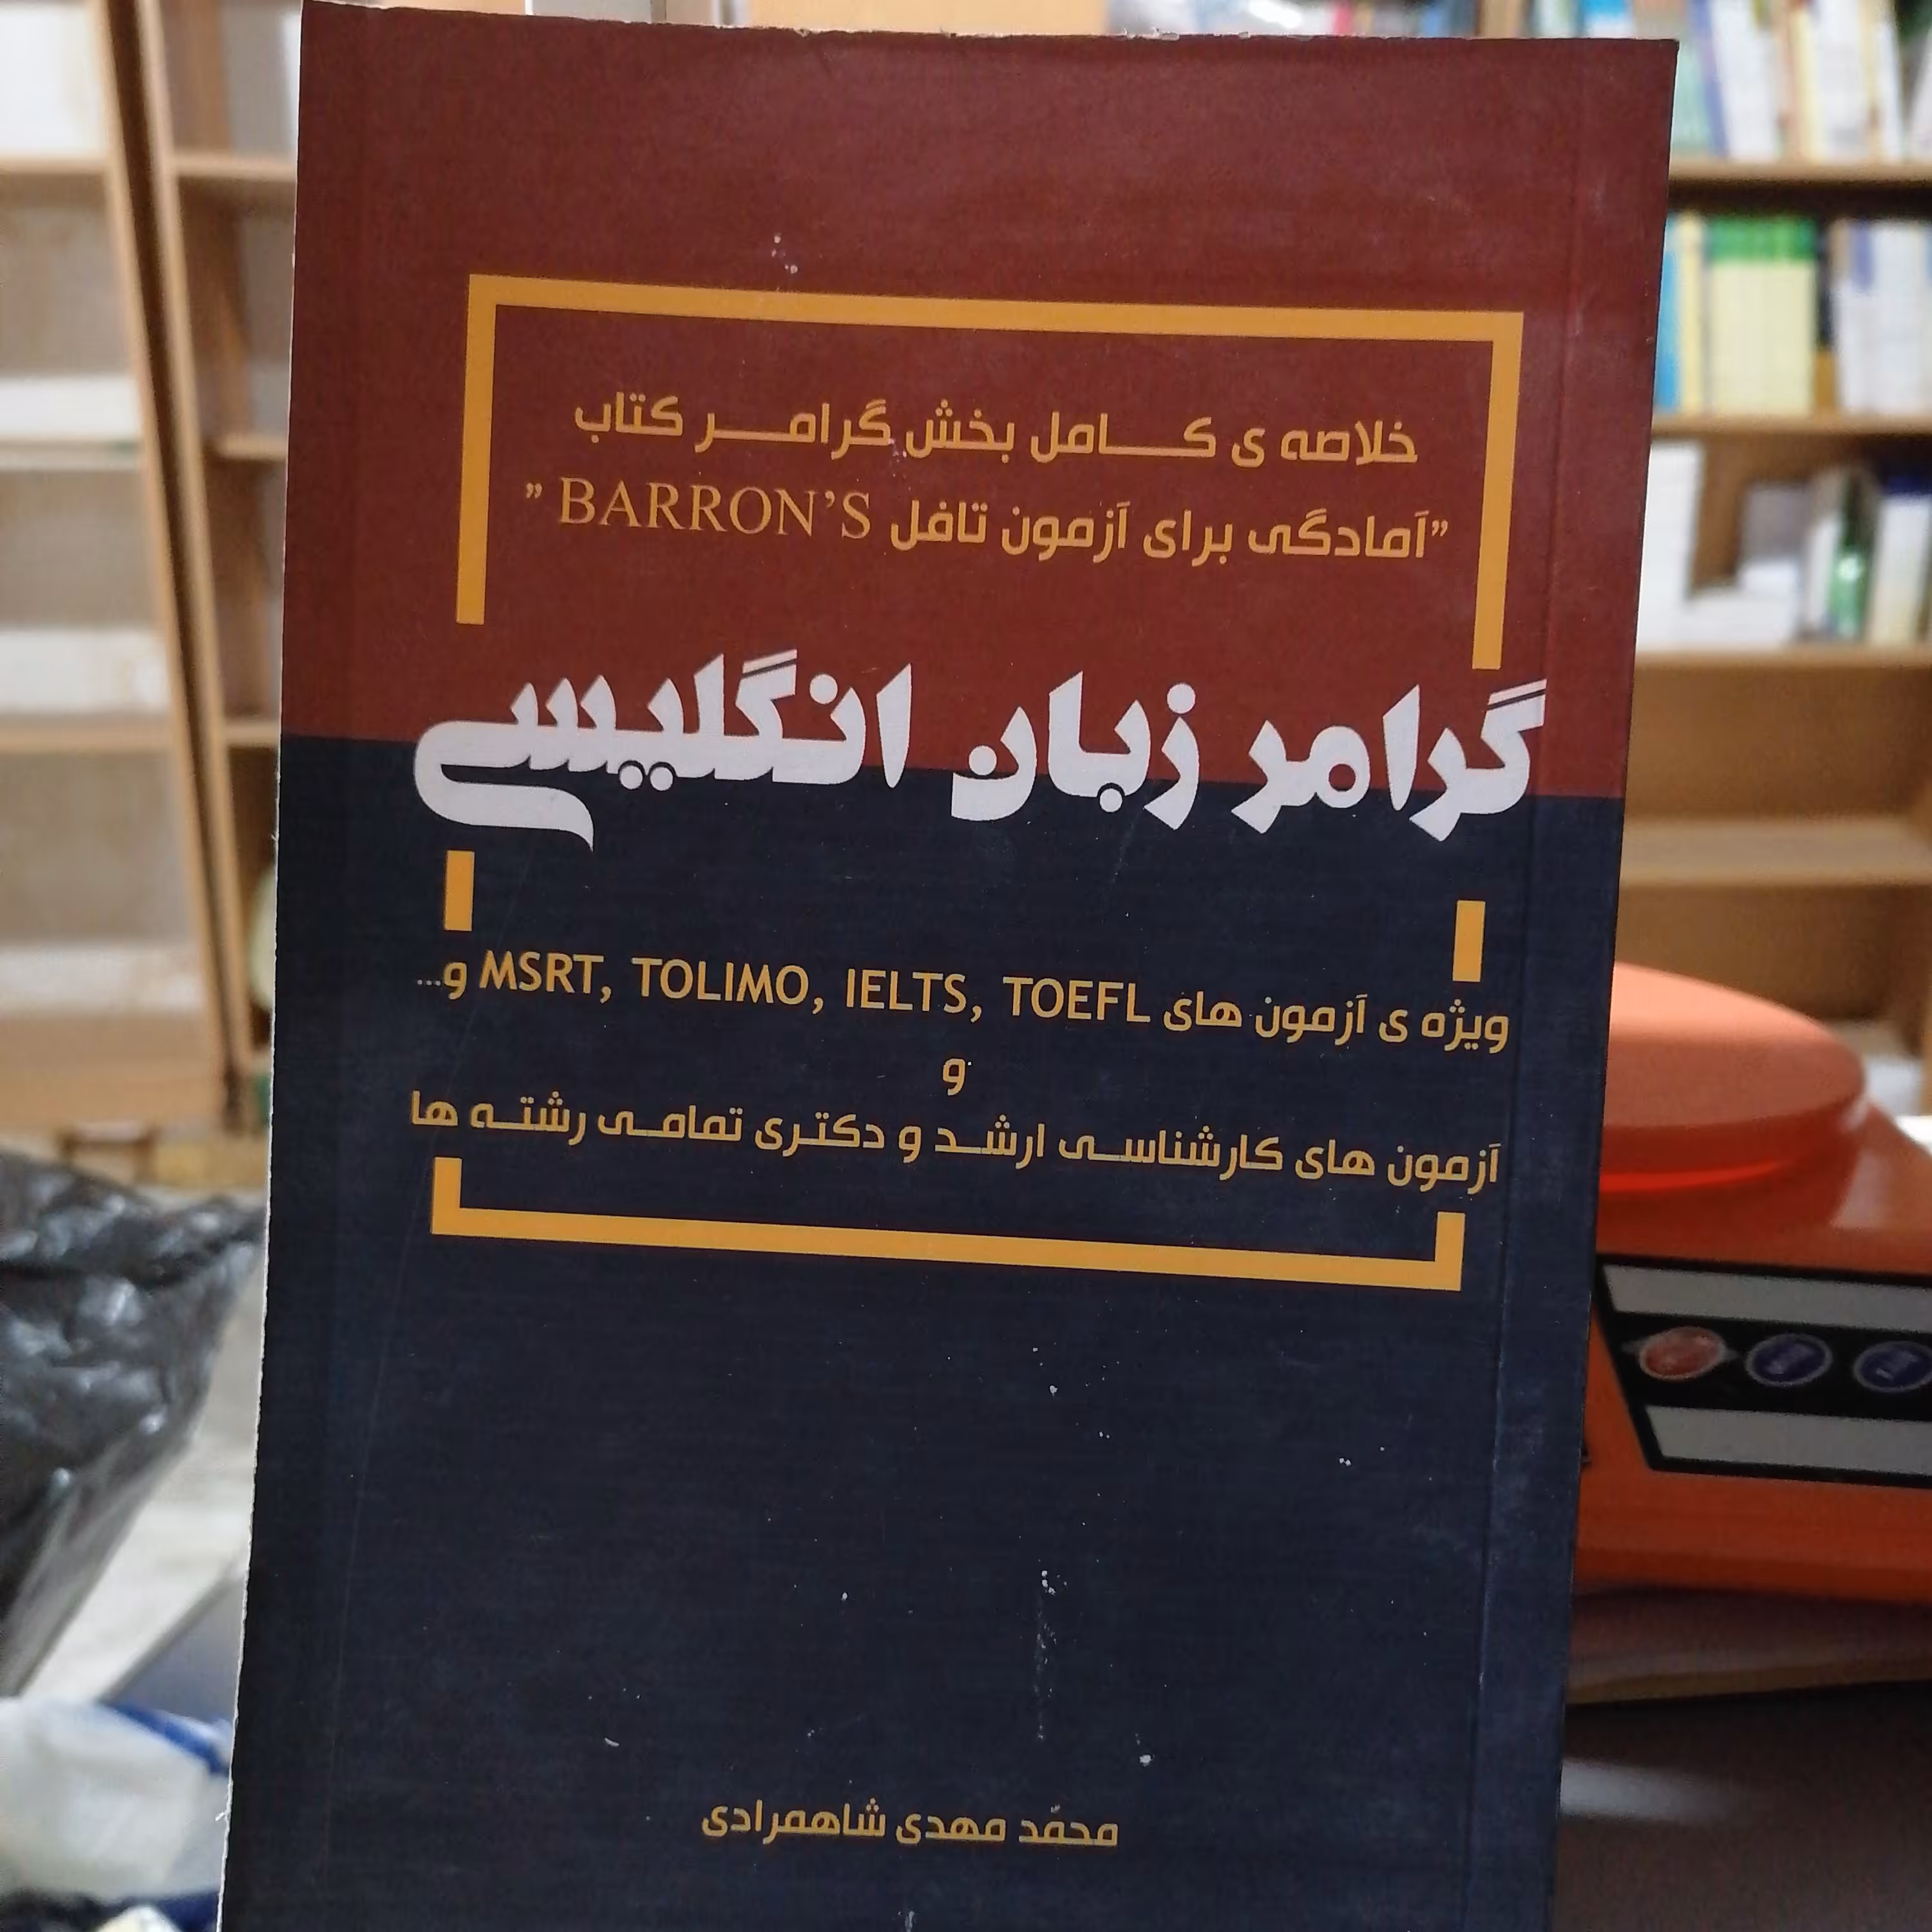 خلاصه ی کامل بخش گرامر کتاب
”آمادگی برای آزمون تافل BARRON’S ”
گرامر زبان انگلیسی
ویژه ی آزمون های MSRT, TOLIMO, IELTS, TOEFL و...
و
آزمون های کارشناسی ارشد و دکتری تمامی رشته ها
محمّد مهدی شاهمرادی